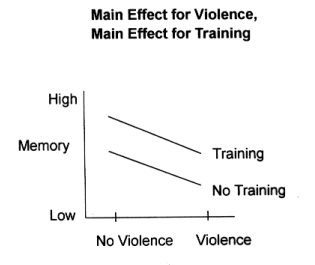 Main Effect for Violence,
Main Effect for Training
High
Memory
Training
No Training
Low
No Violence
Violence